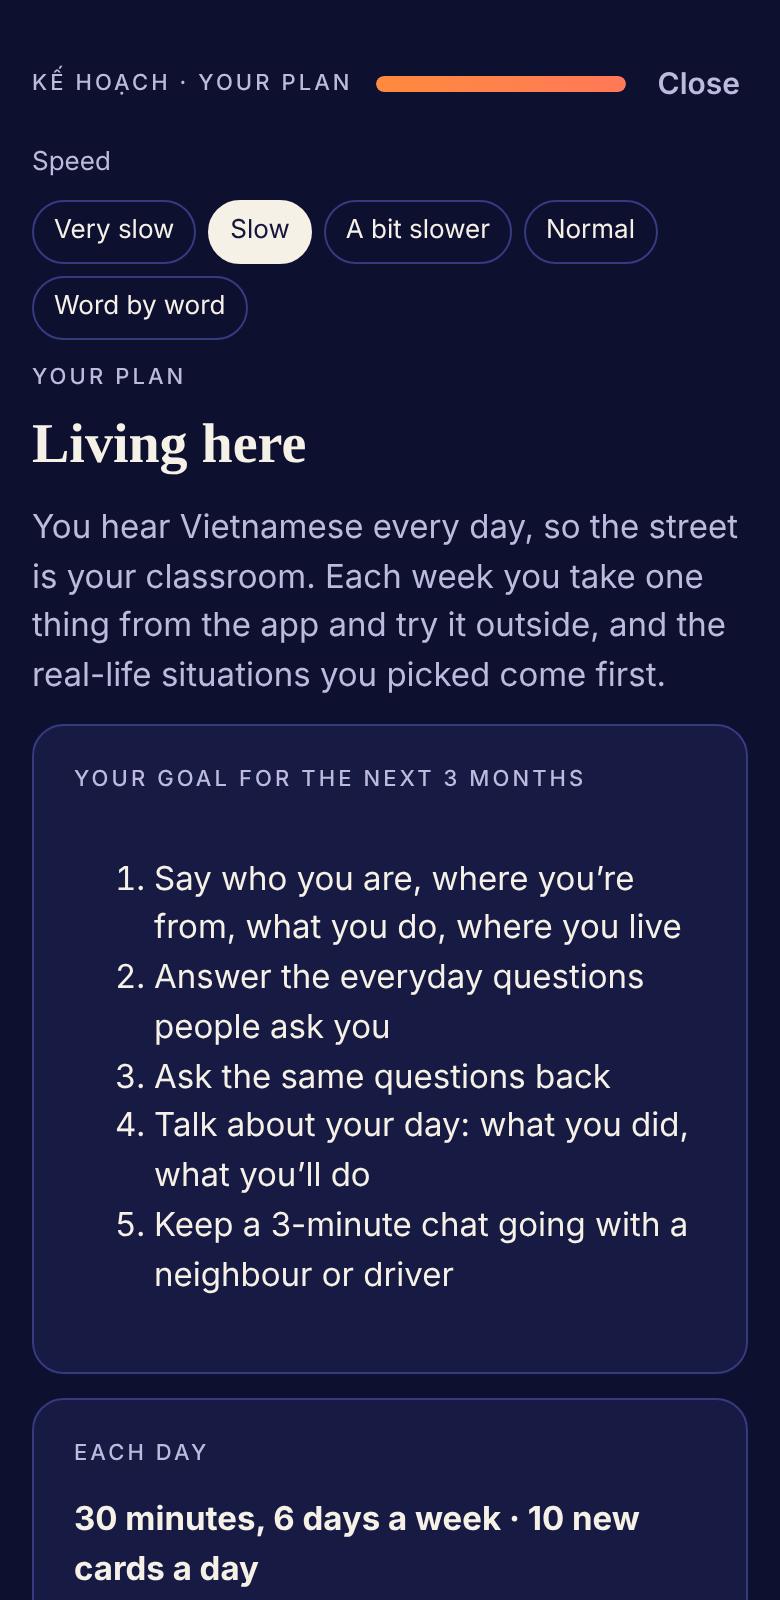 KẾ HOẠCH · YOUR PLAN
Close
Speed
Very slow
Slow
A bit slower
Normal
Word by word
YOUR PLAN
Living here
You hear Vietnamese every day, so the street
is your classroom. Each week you take one
thing from the app and try it outside, and the
real-life situations you picked come first.
YOUR GOAL FOR THE NEXT 3 MONTHS
1. Say who you are, where you’re
from, what you do, where you live
2. Answer the everyday questions
people ask you
3. Ask the same questions back
4. Talk about your day: what you did,
what you’ll do
5. Keep a 3-minute chat going with a
neighbour or driver
EACH DAY
30 minutes, 6 days a week · 10 new
cards a day